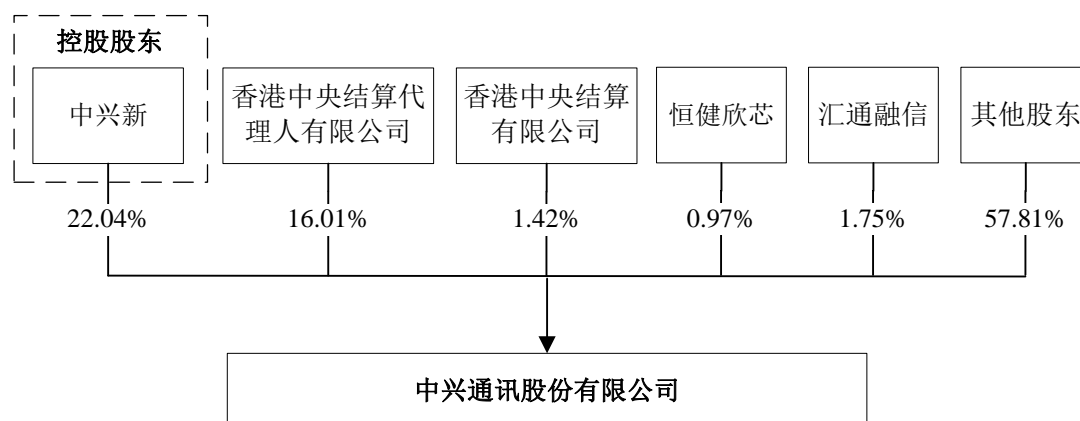 控股股东
中兴新
香港中央结算代
理人有限公司
香港中央结算
有限公司
恒健欣芯
汇通融信
其他股东
22.04%
16.01%
1.42%
0.97%
1.75%
57.81%
中兴通讯股份有限公司